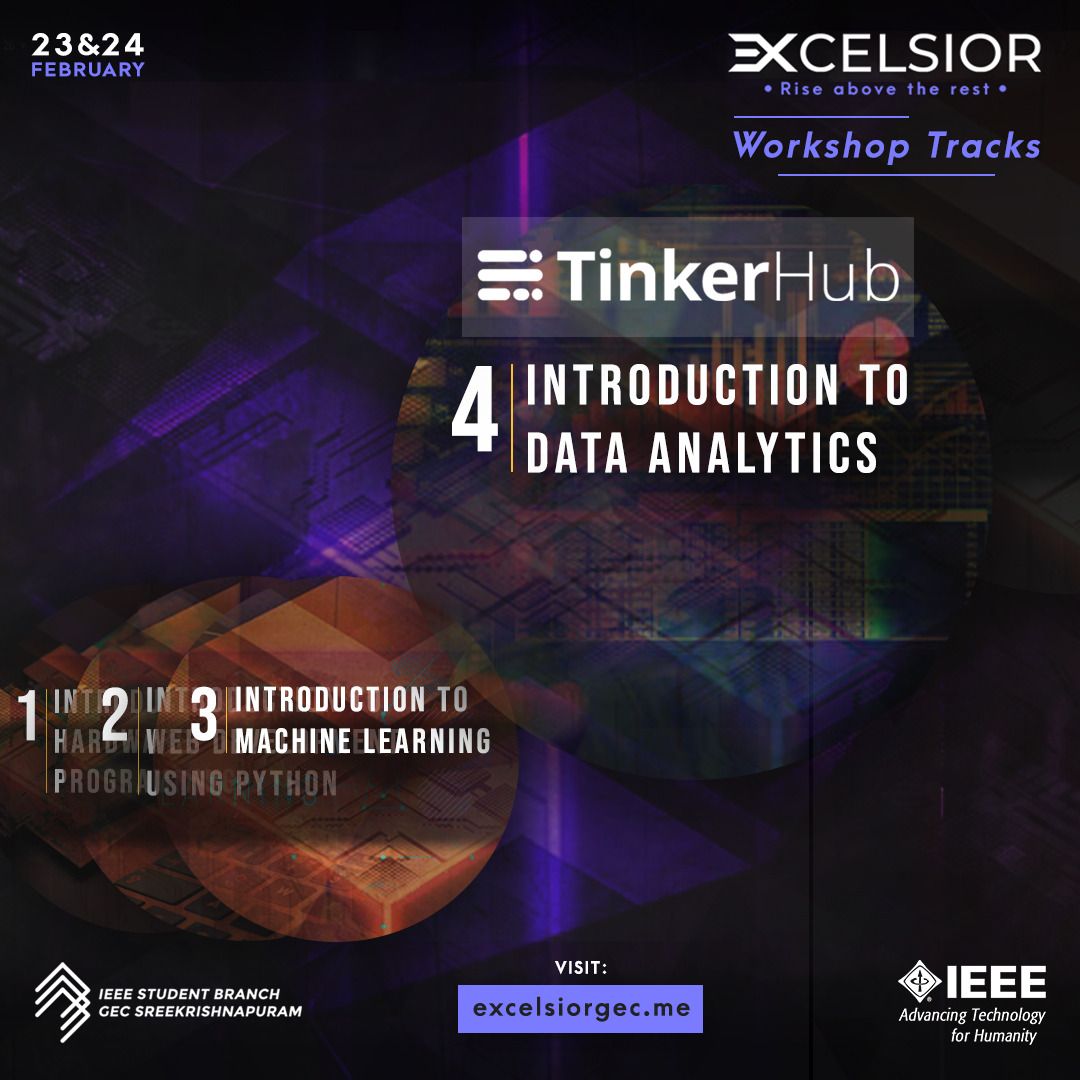 23&24
FEBRUARY
EXCELSIOR
• Rise above the rest •
Workshop Tracks
TinkerHub
4
INTRODUCTION TO
DATA ANALYTICS
1
2
3
INTRODUCTION TO
MACHINE LEARNING
USING PYTHON
VISIT:
excelsiorgec.me
IEEE STUDENT BRANCH
GEC SREEKRISHNAPURAM
IEEE
Advancing Technology
for Humanity